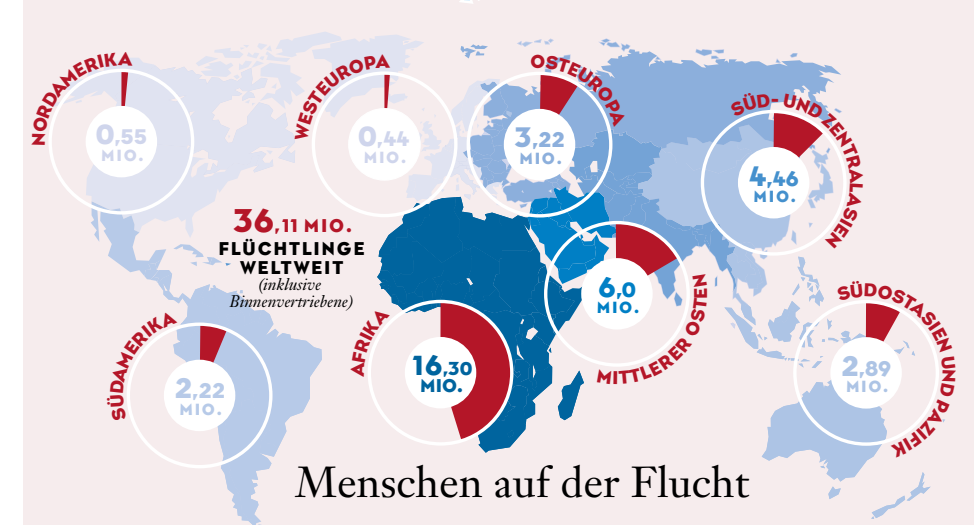 NORDAMERIKA
0,55
MIO.
WESTEUROPA
0,44
MIO.
OSTEUROPA
3,22
MIO.
SÜD- UND ZENTRALASIEN
4,46
MIO.
36,11 MIO.
FLÜCHTLINGE
WELTWEIT
(inklusive
Binnenvertriebene)
MITTLERER OSTEN
6,0
MIO.
SÜDAMERIKA
2,22
MIO.
AFRIKA
16,30
MIO.
SÜDOSTASIEN UND PAZIFIK
2,89
MIO.
Menschen auf der Flucht